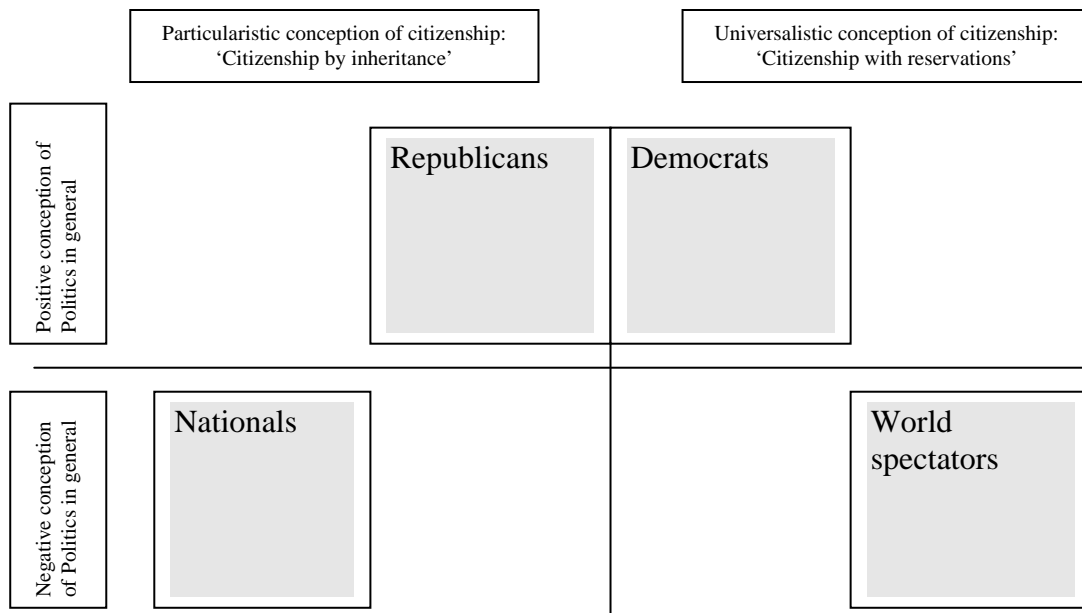 Particularistic conception of citizenship:
‘Citizenship by inheritance’
Universalistic conception of citizenship:
‘Citizenship with reservations’
Positive conception of
Politics in general
Republicans
Democrats
Negative conception
of Politics in general
Nationals
World
spectators